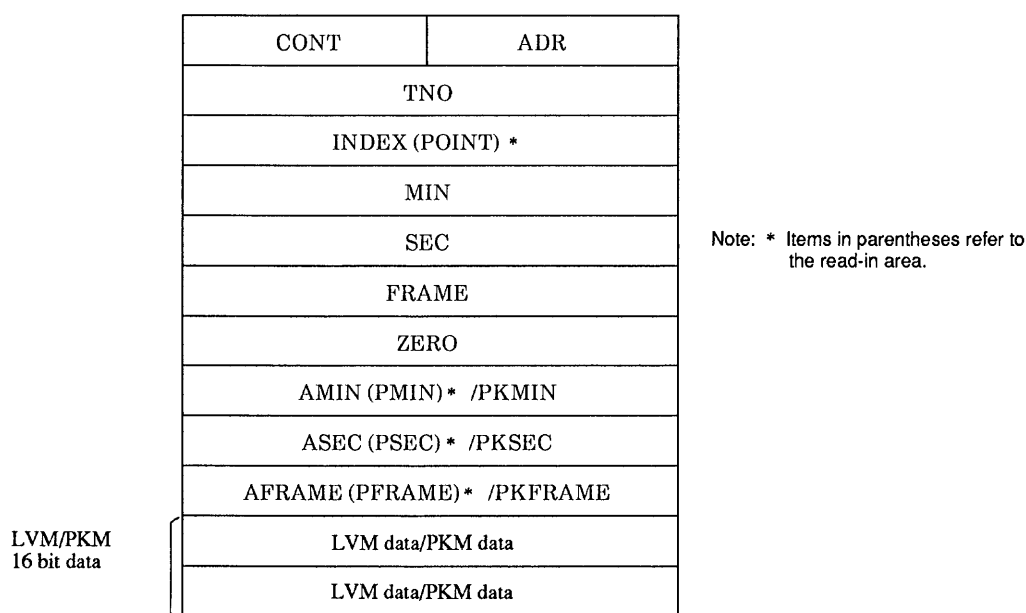 CONT ADR
TNO
INDEX (POINT) *
MIN
SEC
Note: * Items in parentheses refer to
the read-in area.
FRAME
ZERO
AMIN (PMIN) * /PKMIN
ASEC (PSEC) * /PKSEC
AFRAME (PFRAME) * /PKFRAME
LVM/PKM
16 bit data
LVM data/PKM data
LVM data/PKM data